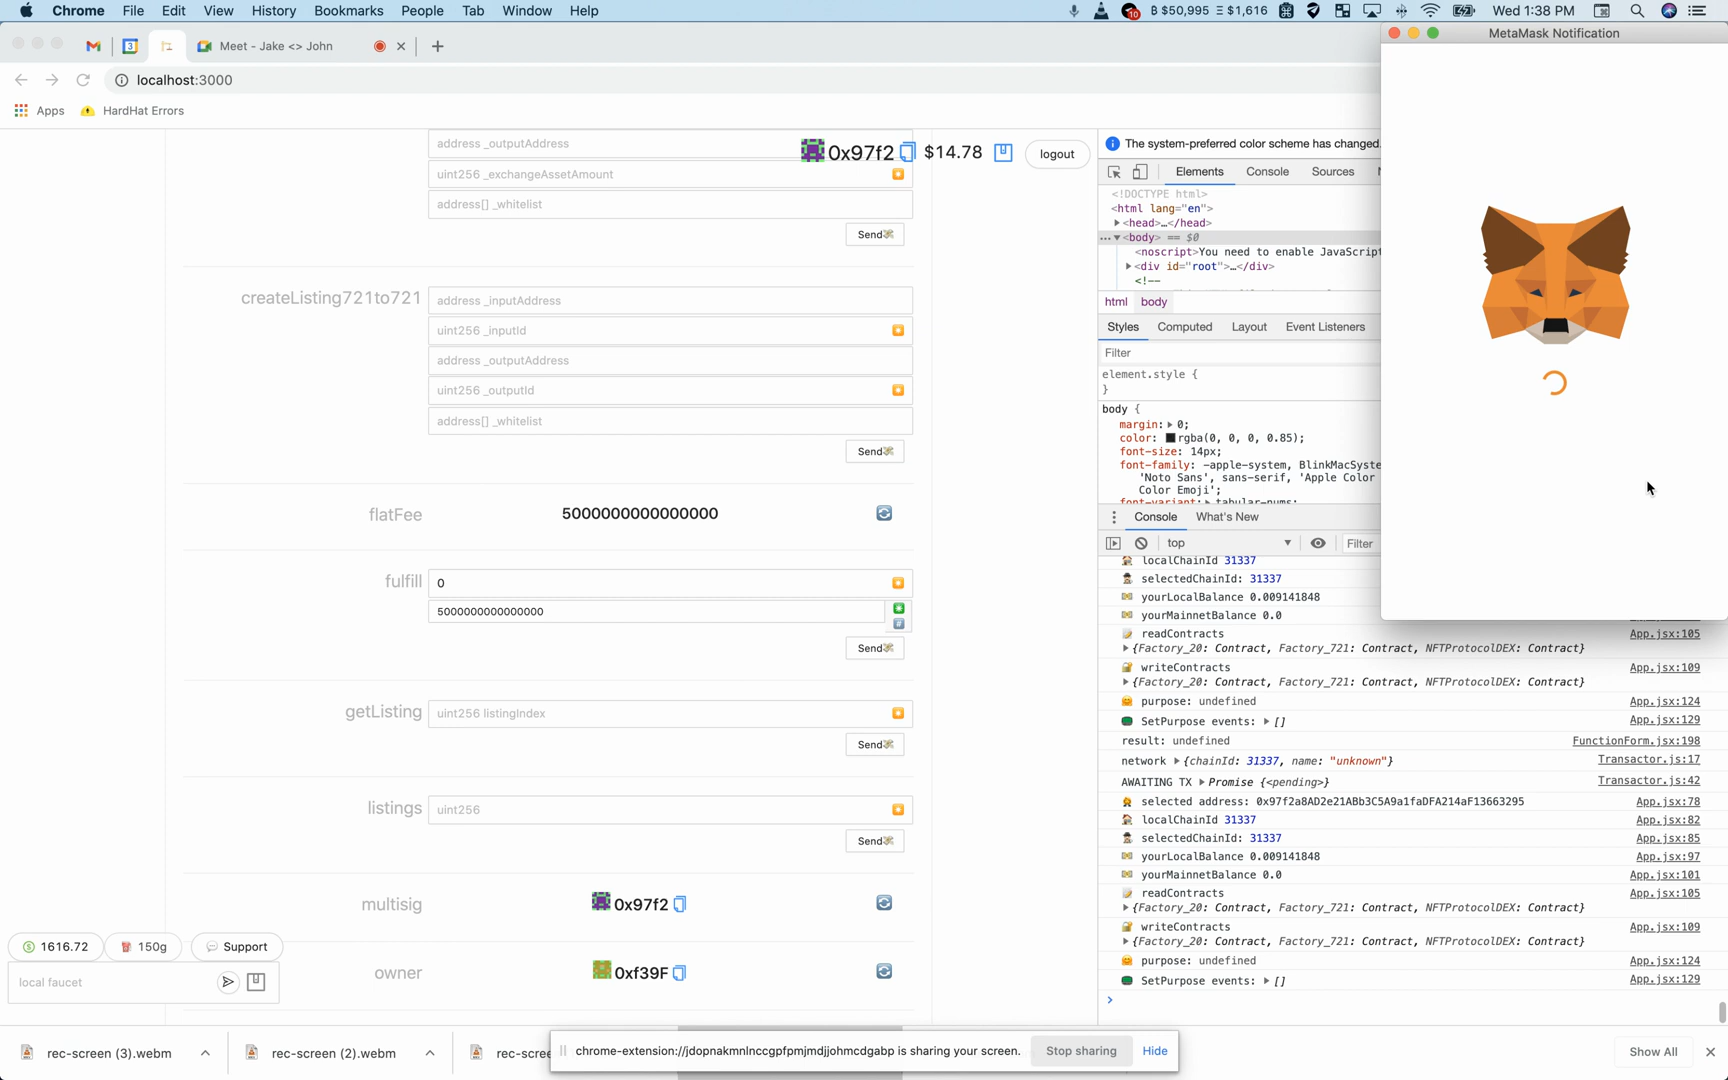 Chrome File Edit View History Bookmarks People Tab Window Help
10
₿ $50,995 Ξ $1,616
Wed 1:38 PM
3
Meet - Jake <> John
localhost:3000
Apps
HardHat Errors
MetaMask Notification
address _outputAddress
0x97f2
$14.78
logout
uint256 _exchangeAssetAmount
address[] _whitelist
Send
createListing721to721
address _inputAddress
uint256 _inputId
address _outputAddress
uint256 _outputId
address[] _whitelist
Send
flatFee
5000000000000000
fulfill
0
5000000000000000
#
Send
getListing
uint256 listingIndex
Send
listings
uint256
Send
multisig
0x97f2
owner
0xf39F
1616.72
150g
Support
local faucet
The system-preferred color scheme has changed.
Elements Console Sources
<!DOCTYPE html>
<html lang="en">
<head>…</head>
<body> == $0
<noscript>You need to enable JavaScript
<div id="root">…</div>
<!--
html body
Styles Computed Layout Event Listeners
Filter
element.style {
}
body {
margin: 0;
color: rgba(0, 0, 0, 0.85);
font-size: 14px;
font-family: -apple-system, BlinkMacSyste
'Noto Sans', sans-serif, 'Apple Color
Color Emoji';
font-variant: tabular-nums;
Console What's New
top
Filter
localChainId 31337
selectedChainId: 31337
yourLocalBalance 0.009141848
yourMainnetBalance 0.0
readContracts App.jsx:105
{Factory_20: Contract, Factory_721: Contract, NFTProtocolDEX: Contract}
writeContracts App.jsx:109
{Factory_20: Contract, Factory_721: Contract, NFTProtocolDEX: Contract}
purpose: undefined App.jsx:124
SetPurpose events: [] App.jsx:129
result: undefined FunctionForm.jsx:198
network {chainId: 31337, name: "unknown"} Transactor.js:17
AWAITING TX Promise {<pending>} Transactor.js:42
selected address: 0x97f2a8AD2e21ABb3C5A9a1faDFA214aF13663295 App.jsx:78
localChainId 31337 App.jsx:82
selectedChainId: 31337 App.jsx:85
yourLocalBalance 0.009141848 App.jsx:97
yourMainnetBalance 0.0 App.jsx:101
readContracts App.jsx:105
{Factory_20: Contract, Factory_721: Contract, NFTProtocolDEX: Contract}
writeContracts App.jsx:109
{Factory_20: Contract, Factory_721: Contract, NFTProtocolDEX: Contract}
purpose: undefined App.jsx:124
SetPurpose events: [] App.jsx:129
rec-screen (3).webm
rec-screen (2).webm
rec-scree
chrome-extension://jdopnakmnlnccgpfpmjmdjjohmcdgabp is sharing your screen.
Stop sharing
Hide
Show All